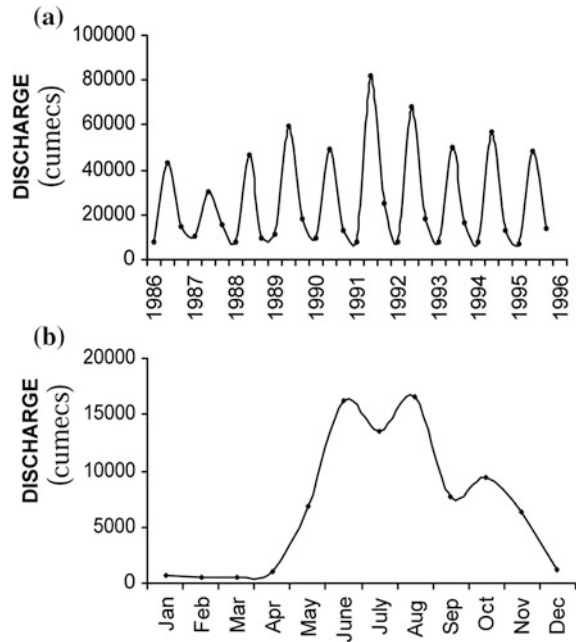 (a)
DISCHARGE
(cumecs)
100000
80000
60000
40000
20000
0
1986
1987
1988
1989
1990
1991
1992
1993
1994
1995
1996
(b)
DISCHARGE
(cumecs)
20000
15000
10000
5000
0
Jan
Feb
Mar
Apr
May
June
July
Aug
Sep
Oct
Nov
Dec